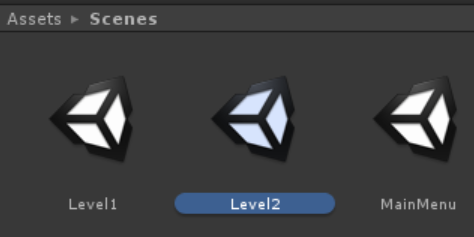 Assets ▸ Scenes
Level1 Level2 MainMenu